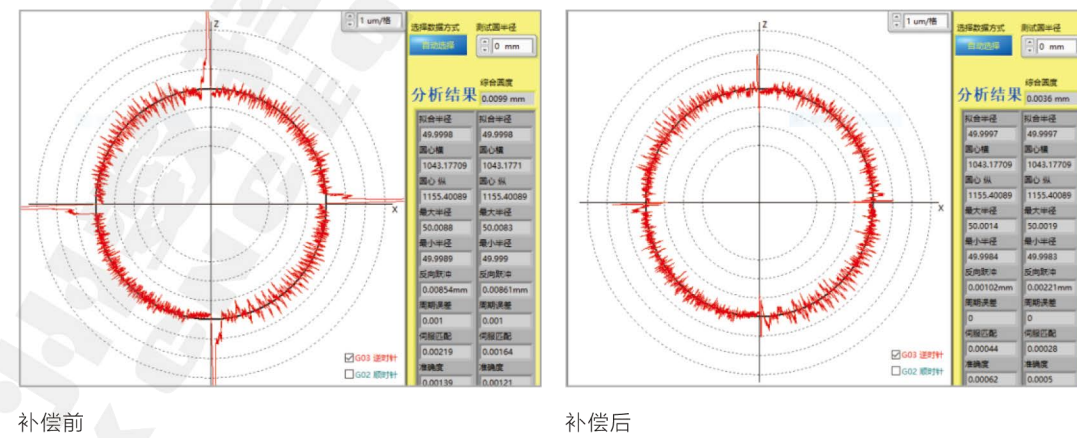 Z
1 um/格
选择数据方式 测试圆半径
自动选择 0 mm
综合圆度
分析结果 0.0099 mm
拟合半径 拟合半径
49.9998 49.9998
圆心横 圆心横
1043.17709 1043.1771
圆心 纵 圆心 纵
1155.40089 1155.40089
X
最大半径 最大半径
50.0088 50.0083
最小半径 最小半径
49.9989 49.999
反向跃冲 反向跃冲
0.00854mm 0.00861mm
周期误差 周期误差
0.001 0.001
伺服匹配 伺服匹配
0.00219 0.00164
G03 逆时针
准确度 准确度
G02 顺时针
0.00139 0.00121
补偿前
Z
1 um/格
选择数据方式 测试圆半径
自动选择 0 mm
综合圆度
分析结果 0.0036 mm
拟合半径 拟合半径
49.9997 49.9997
圆心横 圆心横
1043.17709 1043.17709
圆心 纵 圆心 纵
1155.40089 1155.40089
X
最大半径 最大半径
50.0014 50.0019
最小半径 最小半径
49.9984 49.9983
反向跃冲 反向跃冲
0.00102mm 0.00221mm
周期误差 周期误差
0 0
伺服匹配 伺服匹配
0.00044 0.00028
G03 逆时针
准确度 准确度
G02 顺时针
0.00062 0.0005
补偿后